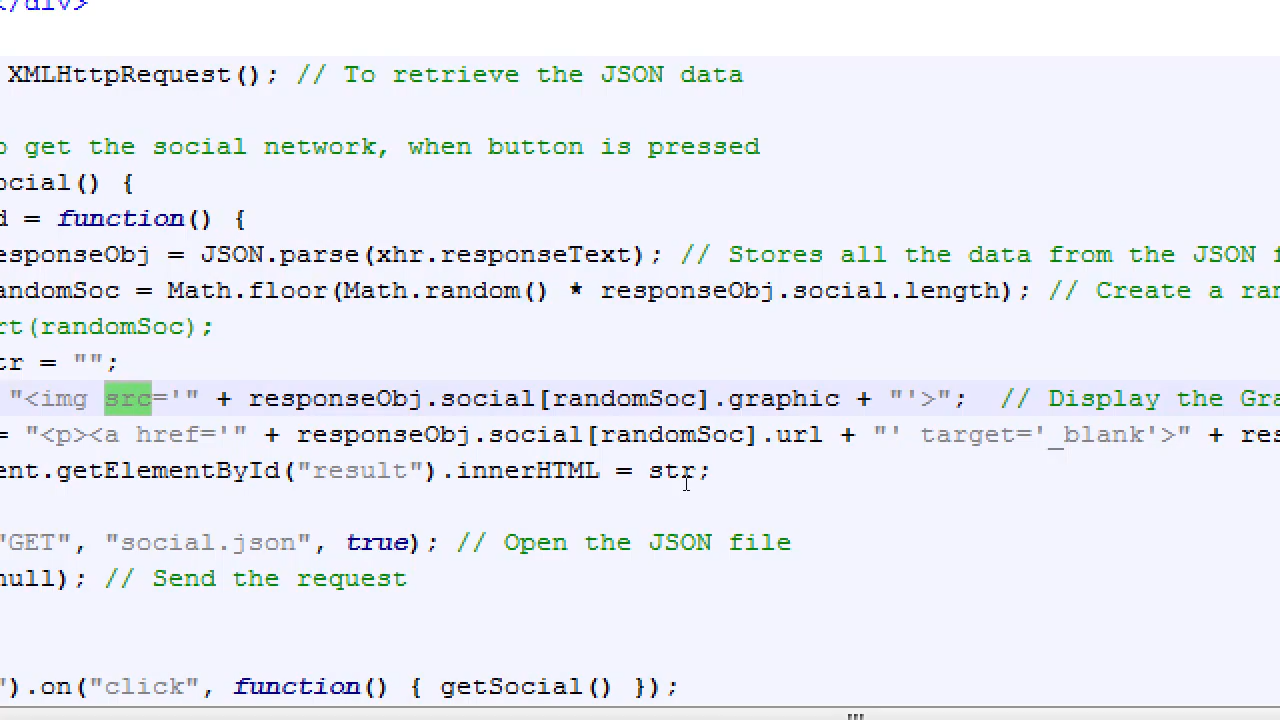 </div>
XMLHttpRequest(); // To retrieve the JSON data
o get the social network, when button is pressed
ocial() {
d = function() {
esponseObj = JSON.parse(xhr.responseText); // Stores all the data from the JSON f
andomSoc = Math.floor(Math.random() * responseObj.social.length); // Create a ran
rt(randomSoc);
tr = "";
"<img src='" + responseObj.social[randomSoc].graphic + "'>"; // Display the Gra
= "<p><a href='" + responseObj.social[randomSoc].url + "' target='_blank'>" + res
ent.getElementById("result").innerHTML = str;
"GET", "social.json", true); // Open the JSON file
null); // Send the request
").on("click", function() { getSocial() });